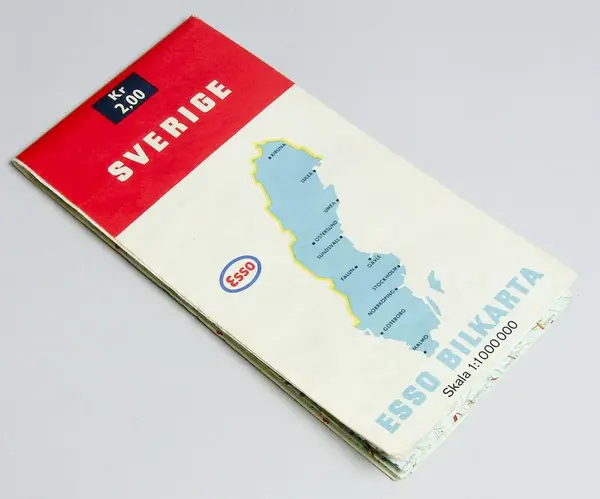 Kr
2,00
SVERIGE
KIRUNA
LULEÅ
UMEÅ
ÖSTERSUND
SUNDSVALL
GÄVLE
FALUN
STOCKHOLM
NORRKÖPING
GÖTEBORG
MALMÖ
Esso
ESSO BILKARTA
Skala 1:1000000